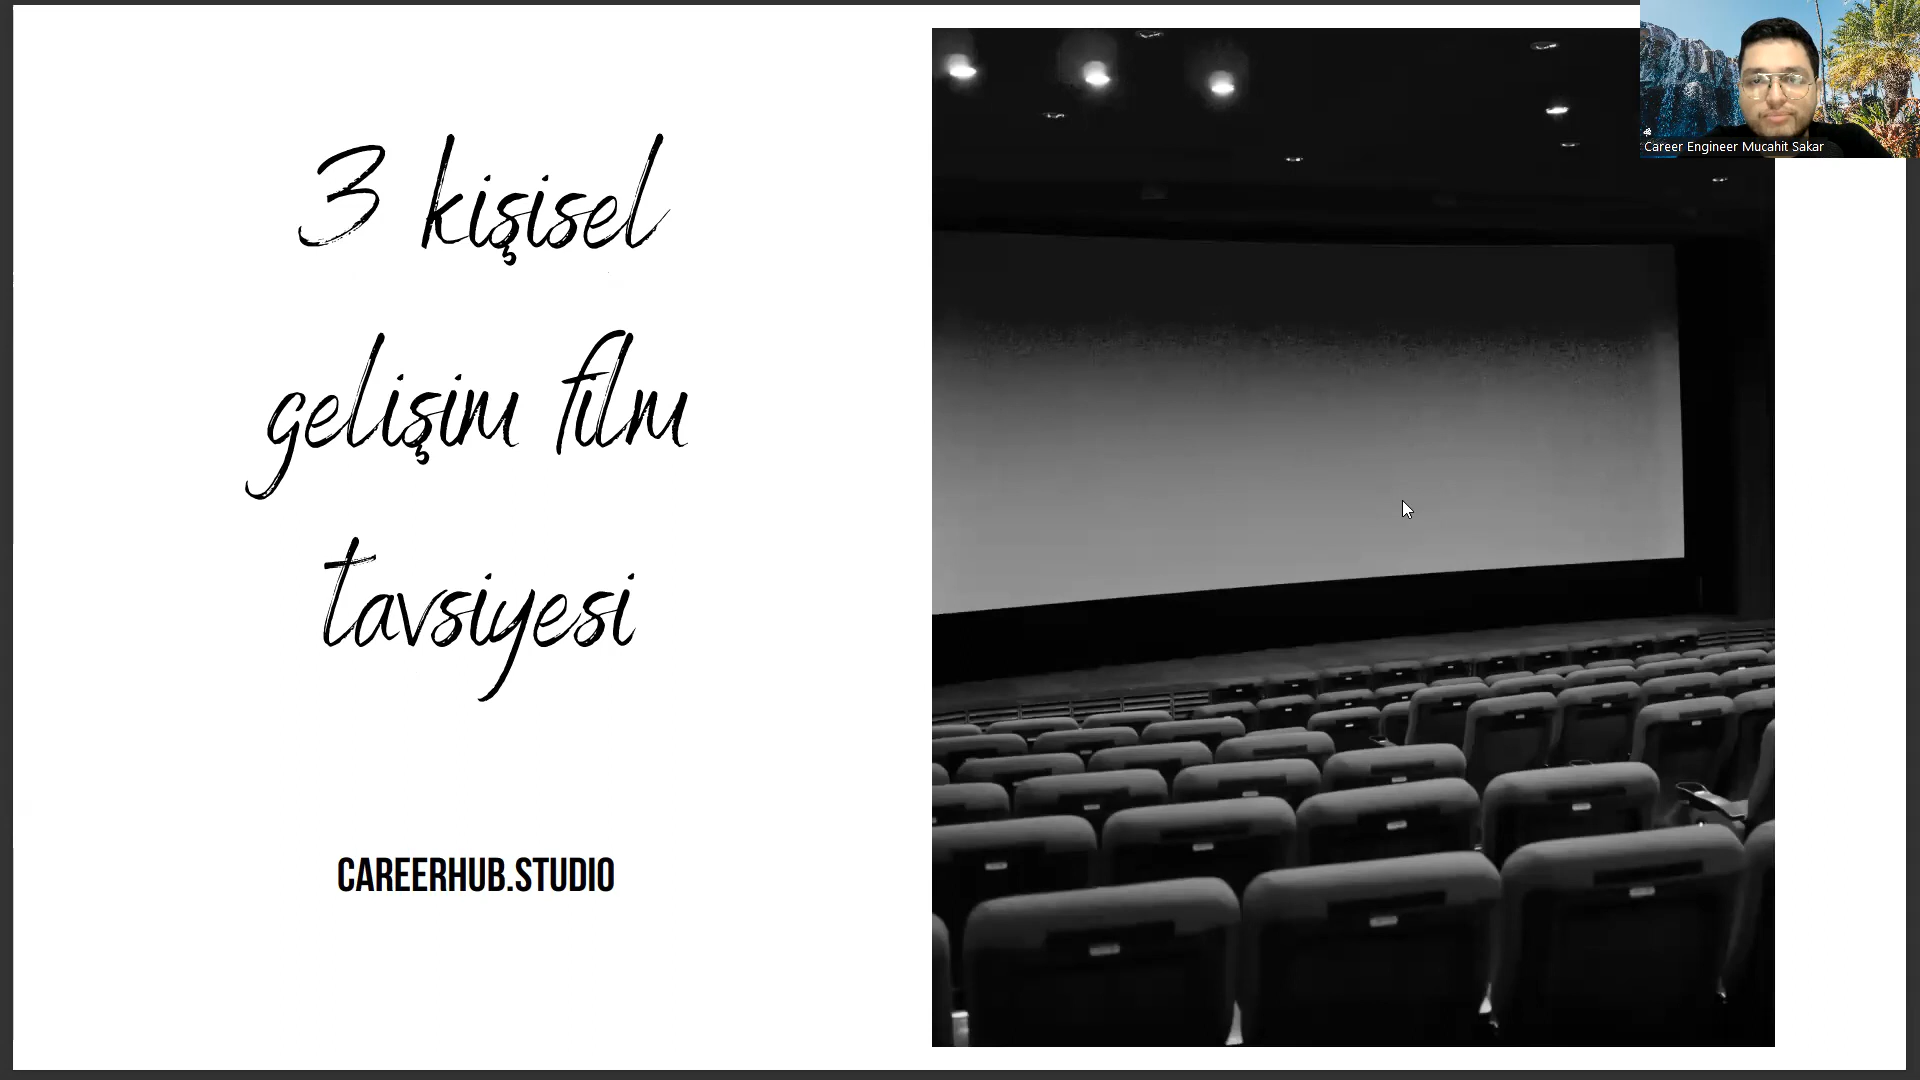 3 kişisel
gelişim film
tavsiyesi
CAREERHUB.STUDIO
Career Engineer Mucahit Sakar